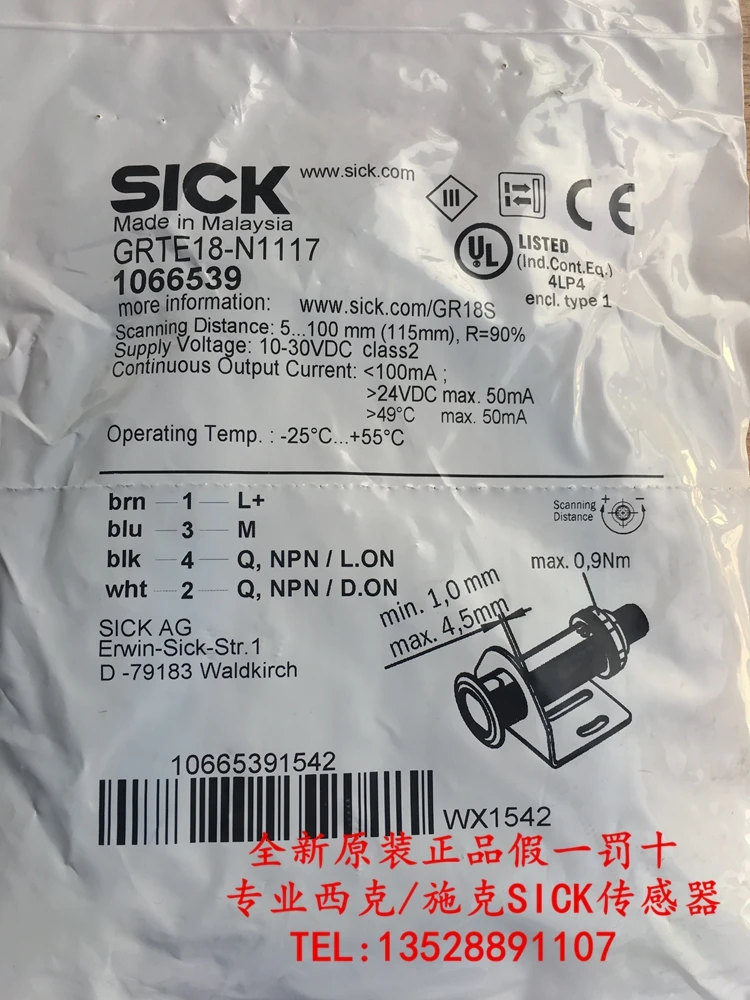 SICK www.sick.com
Made in Malaysia
GRTE18-N1117
1066539
III
CE
UL LISTED
(Ind.Cont.Eq.)
4LP4
encl. type 1
more information: www.sick.com/GR18S
Scanning Distance: 5...100 mm (115mm), R=90%
Supply Voltage: 10-30VDC class2
Continuous Output Current: <100mA ;
>24VDC max. 50mA
>49°C max. 50mA
Operating Temp. : -25°C...+55°C
brn 1 L+
blu 3 M
blk 4 Q, NPN / L.ON
wht 2 Q, NPN / D.ON
Scanning
Distance
+ -
max. 0,9Nm
min. 1,0 mm
max. 4,5mm
SICK AG
Erwin-Sick-Str.1
D -79183 Waldkirch
10665391542
WX1542
全新原装正品假一罚十
专业西克/施克SICK传感器
TEL:13528891107